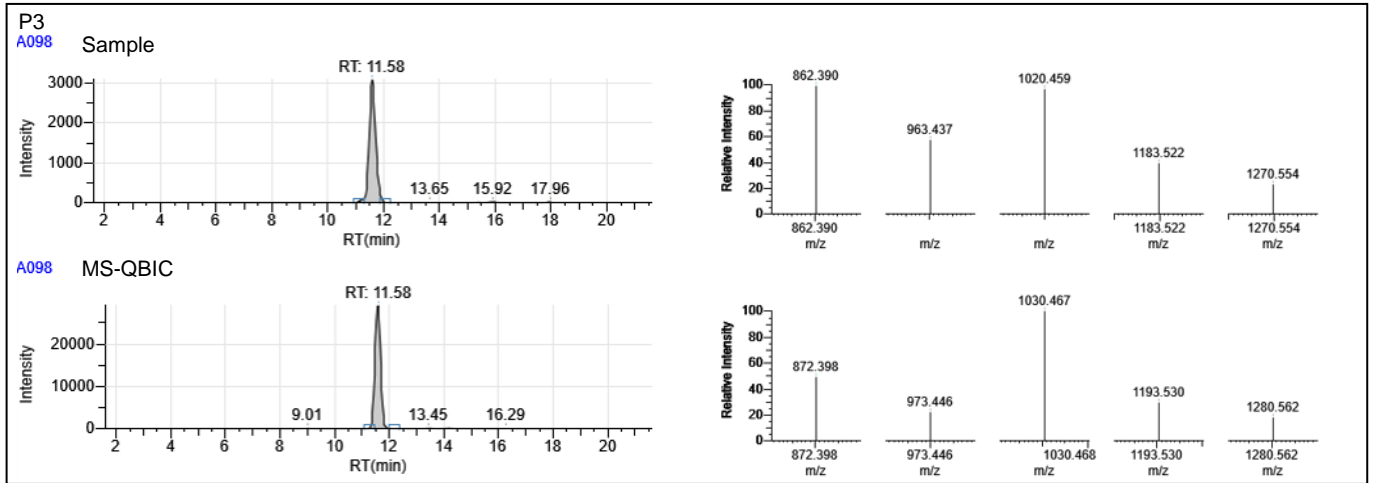 P3
A098 Sample
RT: 11.58
3000
2000
1000
0
13.65 15.92 17.96
2 4 6 8 10 12 14 16 18 20
RT(min)
Intensity
862.390 963.437 1020.459 1183.522 1270.554
100
80
60
40
20
0
Relative Intensity
862.390 1183.522 1270.554
m/z m/z m/z m/z m/z
A098 MS-QBIC
RT: 11.58
20000
10000
0
9.01 13.45 16.29
2 4 6 8 10 12 14 16 18 20
RT(min)
Intensity
872.398 973.446 1030.467 1193.530 1280.562
100
80
60
40
20
0
Relative Intensity
872.398 973.446 1030.468 1193.530 1280.562
m/z m/z m/z m/z m/z